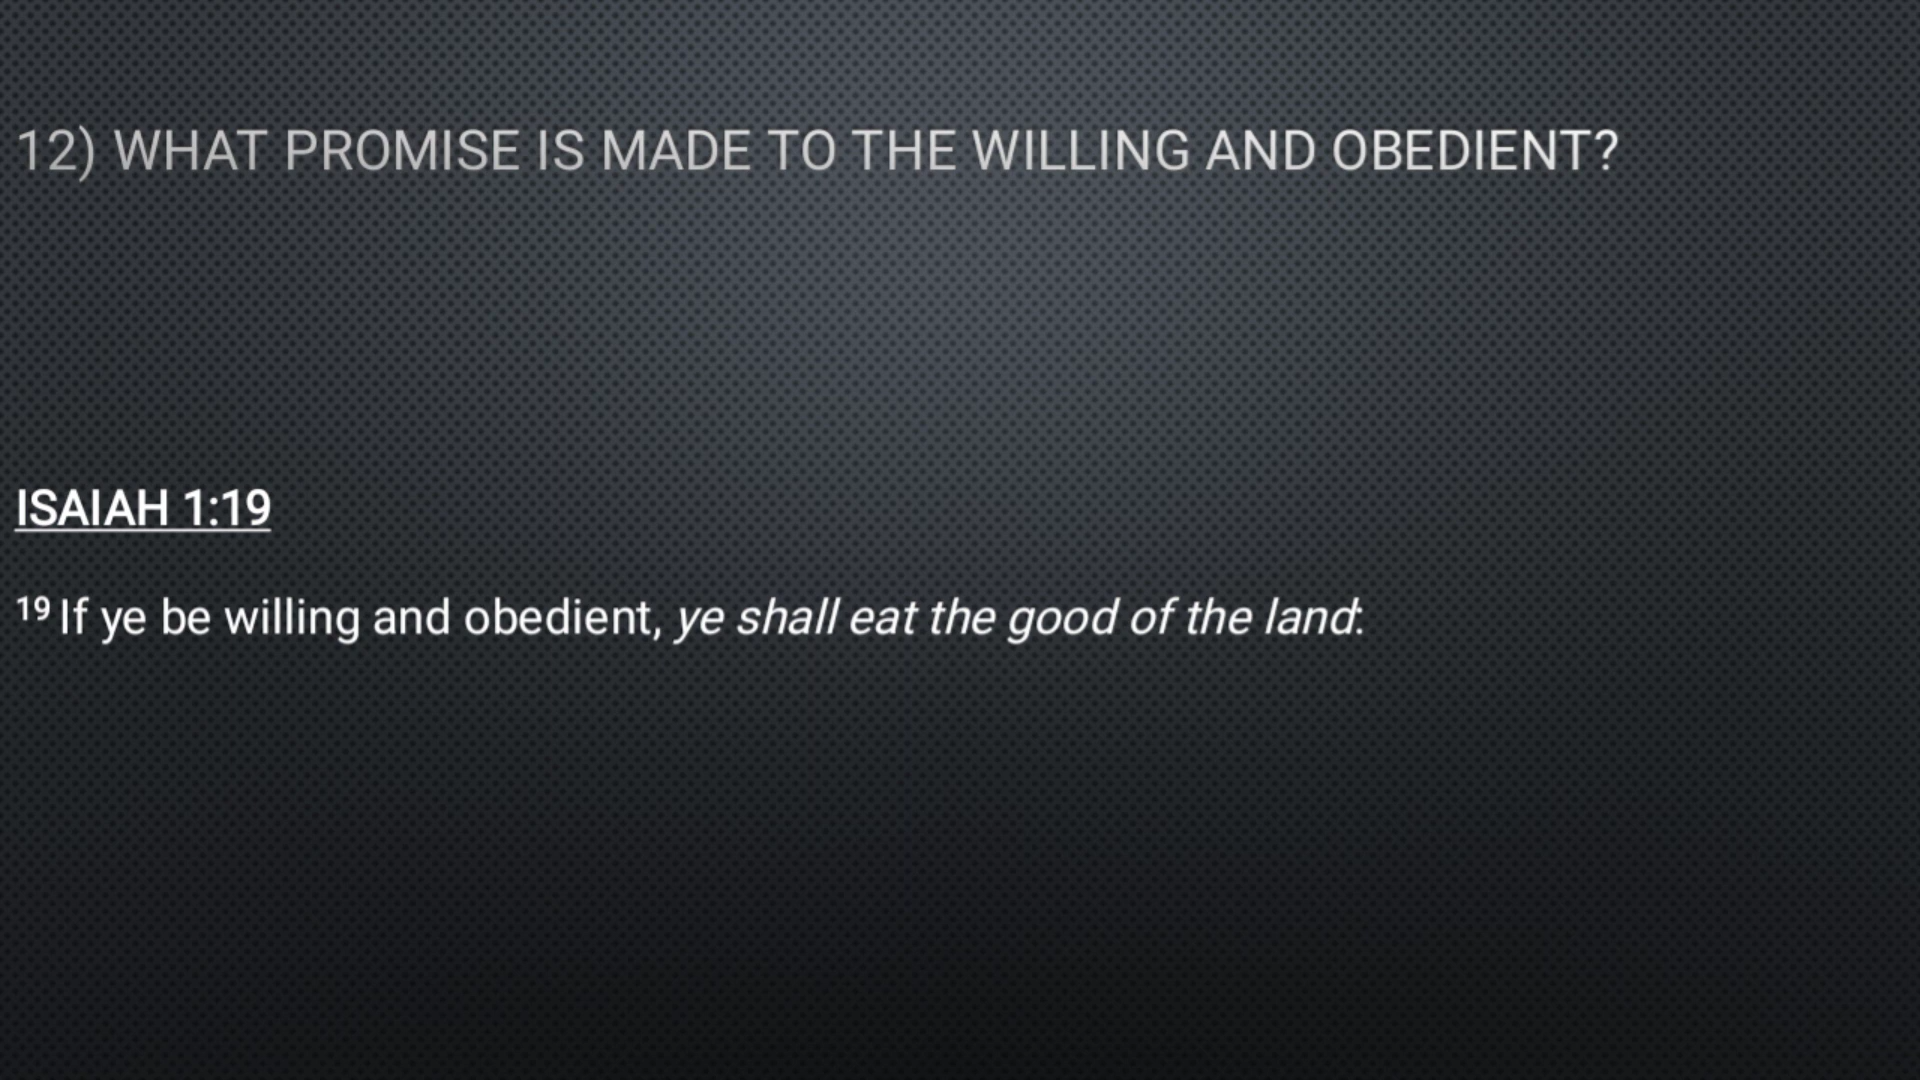 12) WHAT PROMISE IS MADE TO THE WILLING AND OBEDIENT?
ISAIAH 1:19
19 If ye be willing and obedient, ye shall eat the good of the land: